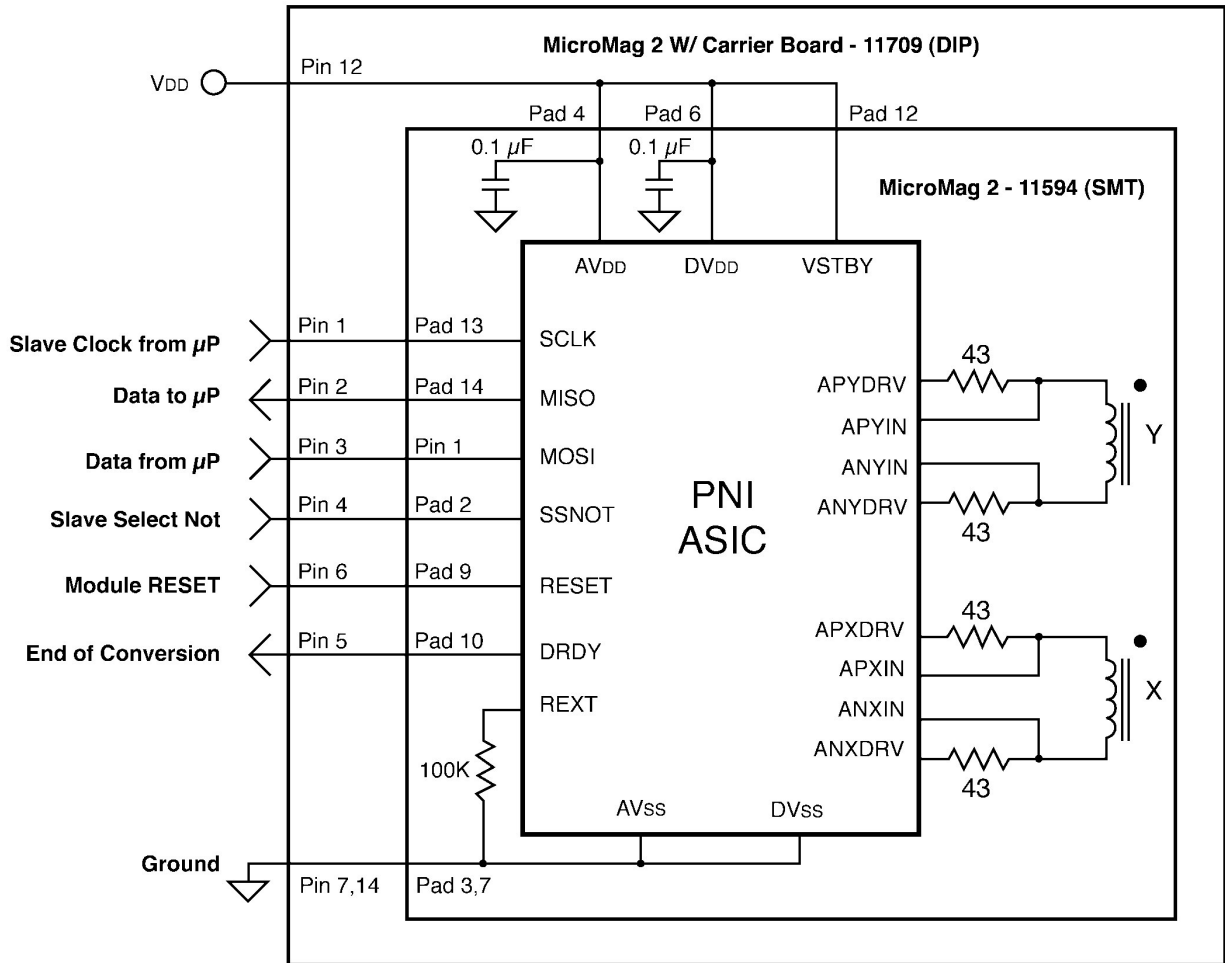 MicroMag 2 W/ Carrier Board - 11709 (DIP)
VDD
Pin 12
Pad 4
Pad 6
Pad 12
0.1 µF
0.1 µF
MicroMag 2 - 11594 (SMT)
AVDD
DVDD
VSTBY
Slave Clock from µP
Pin 1
Pad 13
SCLK
Data to µP
Pin 2
Pad 14
MISO
Data from µP
Pin 3
Pin 1
MOSI
Slave Select Not
Pin 4
Pad 2
SSNOT
Module RESET
Pin 6
Pad 9
RESET
End of Conversion
Pin 5
Pad 10
DRDY
REXT
100K
PNI
ASIC
APYDRV
43
APYIN
Y
ANYIN
ANYDRV
43
APXDRV
43
APXIN
X
ANXIN
ANXDRV
43
AVss
DVss
Ground
Pin 7,14
Pad 3,7